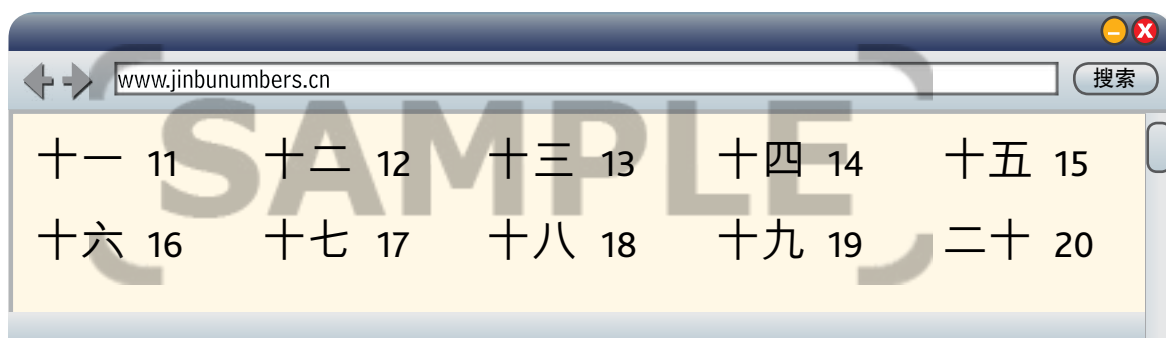 www.jinbunumbers.cn 搜索
十一 11 十二 12 十三 13 十四 14 十五 15
十六 16 十七 17 十八 18 十九 19 二十 20
[SAMPLE]